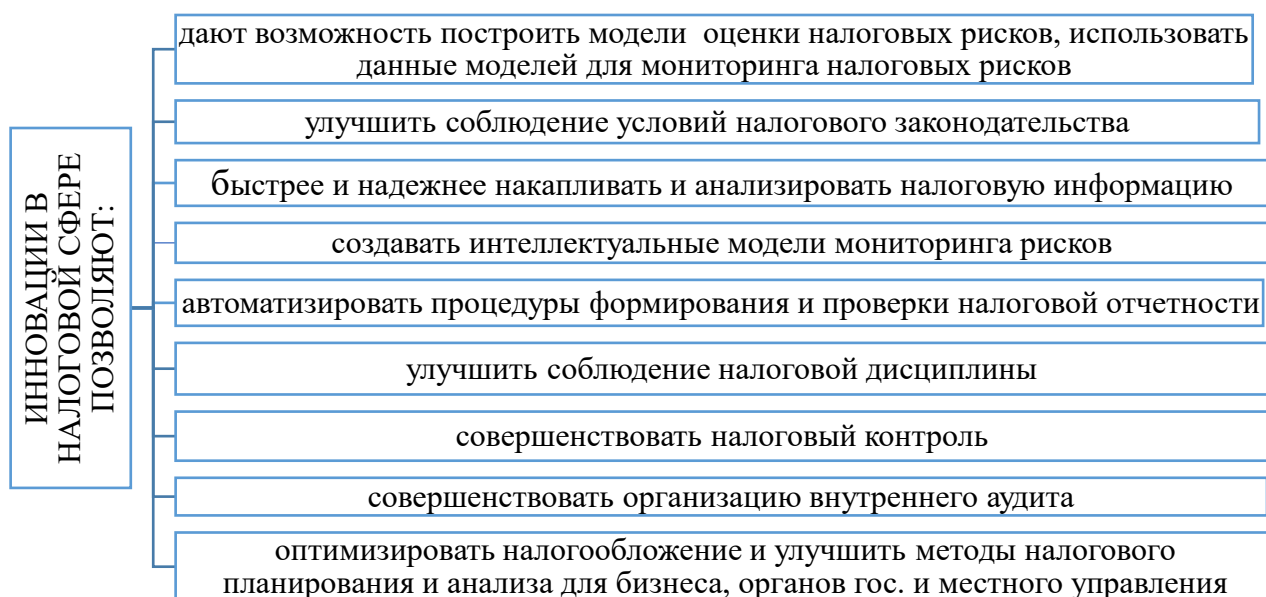 ИННОВАЦИИ В
НАЛОГОВОЙ СФЕРЕ
ПОЗВОЛЯЮТ:
дают возможность построить модели оценки налоговых рисков, использовать
данные моделей для мониторинга налоговых рисков
улучшить соблюдение условий налогового законодательства
быстрее и надежнее накапливать и анализировать налоговую информацию
создавать интеллектуальные модели мониторинга рисков
автоматизировать процедуры формирования и проверки налоговой отчетности
улучшить соблюдение налоговой дисциплины
совершенствовать налоговый контроль
совершенствовать организацию внутреннего аудита
оптимизировать налогообложение и улучшить методы налогового
планирования и анализа для бизнеса, органов гос. и местного управления